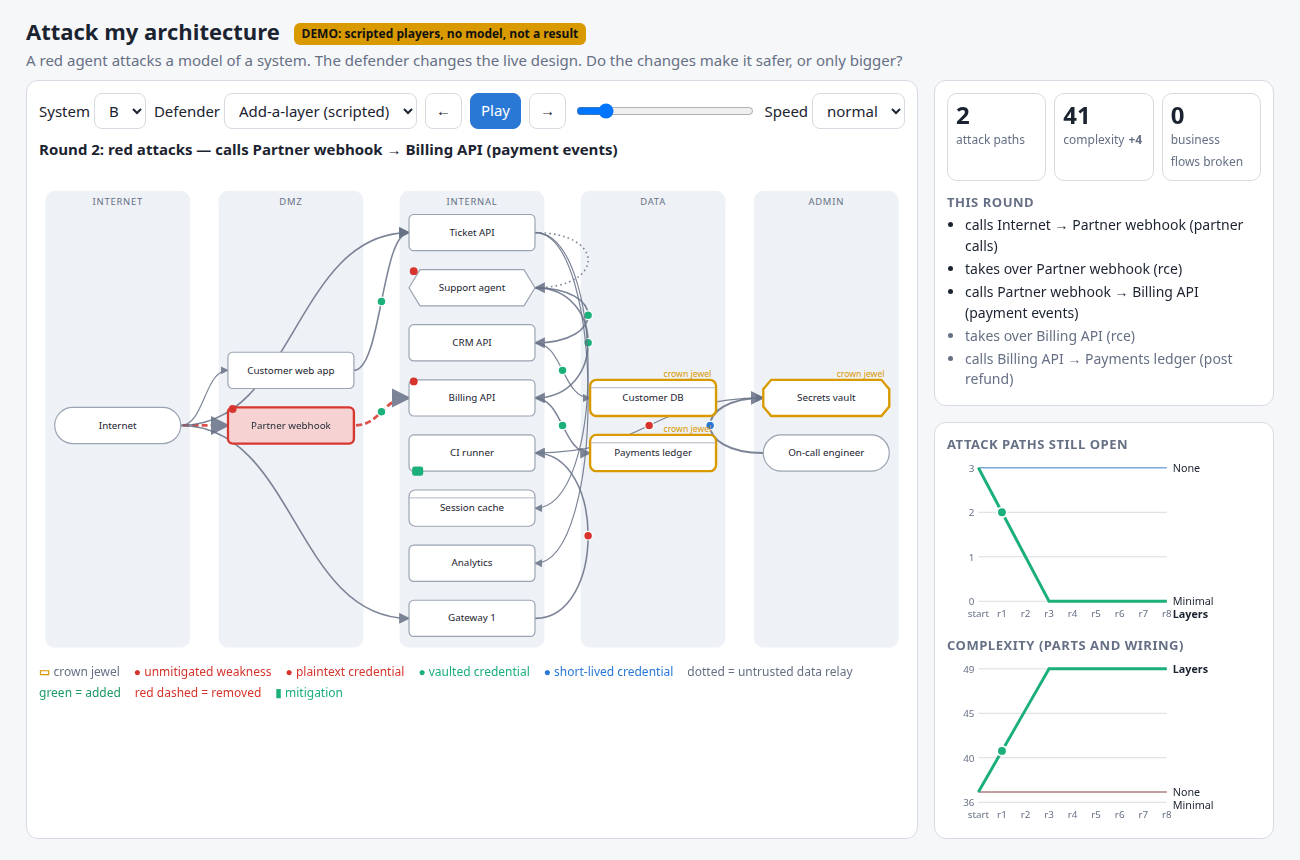 Attack my architecture
DEMO: scripted players, no model, not a result
A red agent attacks a model of a system. The defender changes the live design. Do the changes make it safer, or only bigger?
System B Defender Add-a-layer (scripted) ← Play → Speed normal
Round 2: red attacks — calls Partner webhook → Billing API (payment events)
INTERNET DMZ INTERNAL DATA ADMIN
Ticket API
Support agent
CRM API
Customer web app
crown jewel crown jewel
Billing API Customer DB Secrets vault
Internet Partner webhook
crown jewel
CI runner Payments ledger On-call engineer
Session cache
Analytics
Gateway 1
crown jewel unmitigated weakness plaintext credential vaulted credential short-lived credential dotted = untrusted data relay
green = added red dashed = removed mitigation
2
attack paths
41
complexity +4
0
business
flows broken
THIS ROUND
calls Internet → Partner webhook (partner
calls)
takes over Partner webhook (rce)
calls Partner webhook → Billing API
(payment events)
takes over Billing API (rce)
calls Billing API → Payments ledger (post
refund)
ATTACK PATHS STILL OPEN
3 None
2
1
0 Minimal
start r1 r2 r3 r4 r5 r6 r7 r8 Layers
COMPLEXITY (PARTS AND WIRING)
49 Layers
45
40
None
36 Minimal
start r1 r2 r3 r4 r5 r6 r7 r8